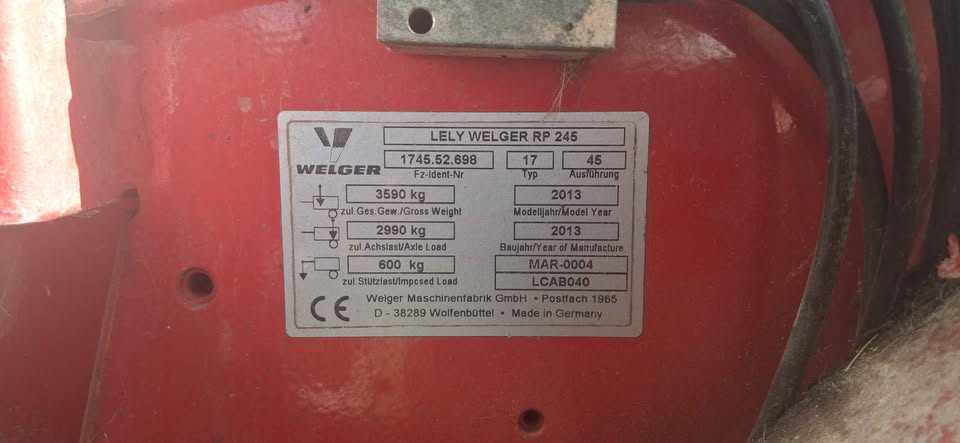 LELY WELGER RP 245
WELGER
1745.52.698 17 45
Fz-Ident-Nr Typ Ausführung
3590 kg 2013
zul.Ges.Gew./Gross Weight Modelljahr/Model Year
2990 kg 2013
zul.Achslast/Axle Load Baujahr/Year of Manufacture
600 kg MAR-0004
LCAB040
zul.Stützlast/Impcsed Load
CE
Welger Maschinenfabrik GmbH • Postfach 1965
D - 38289 Wolfenbüttel • Made in Germany